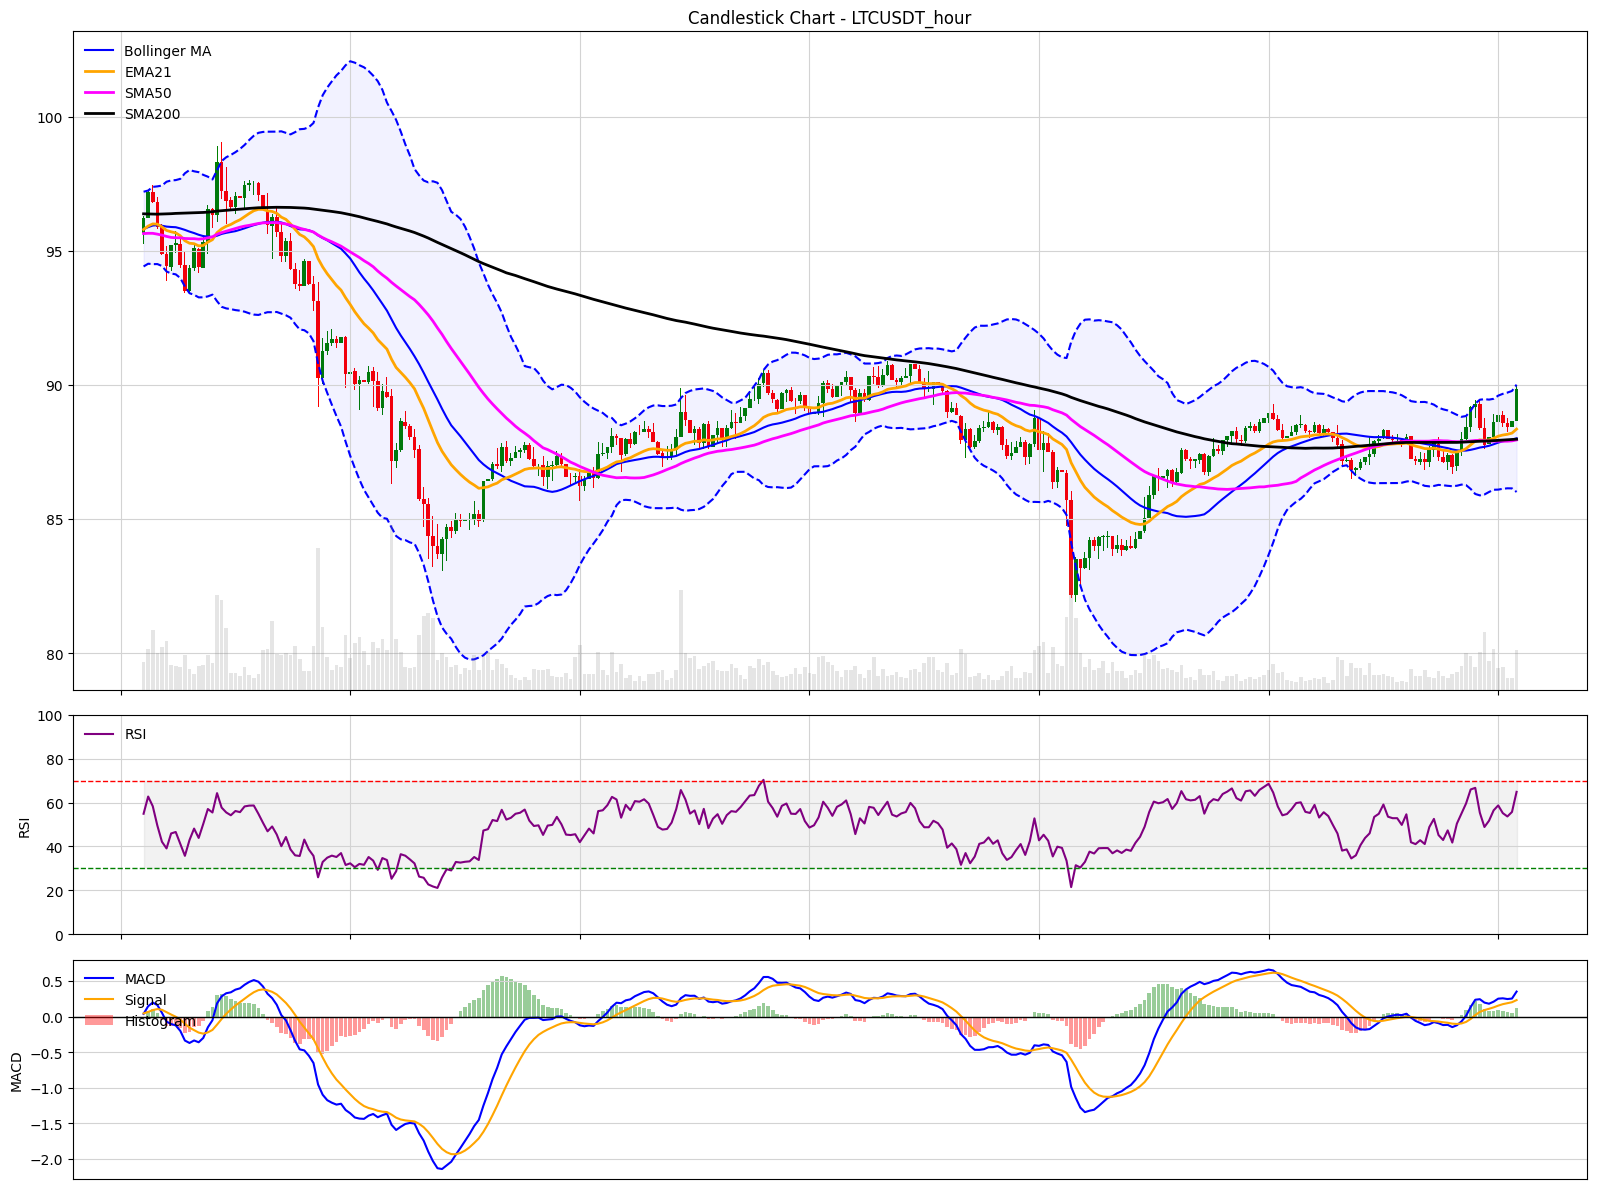 Candlestick Chart - LTCUSDT_hour
Bollinger MA
EMA21
SMA50
SMA200
100
95
90
85
80
100
80
60
40
20
0
RSI
RSI
0.5
0.0
−0.5
−1.0
−1.5
−2.0
MACD
MACD
Signal
Histogram